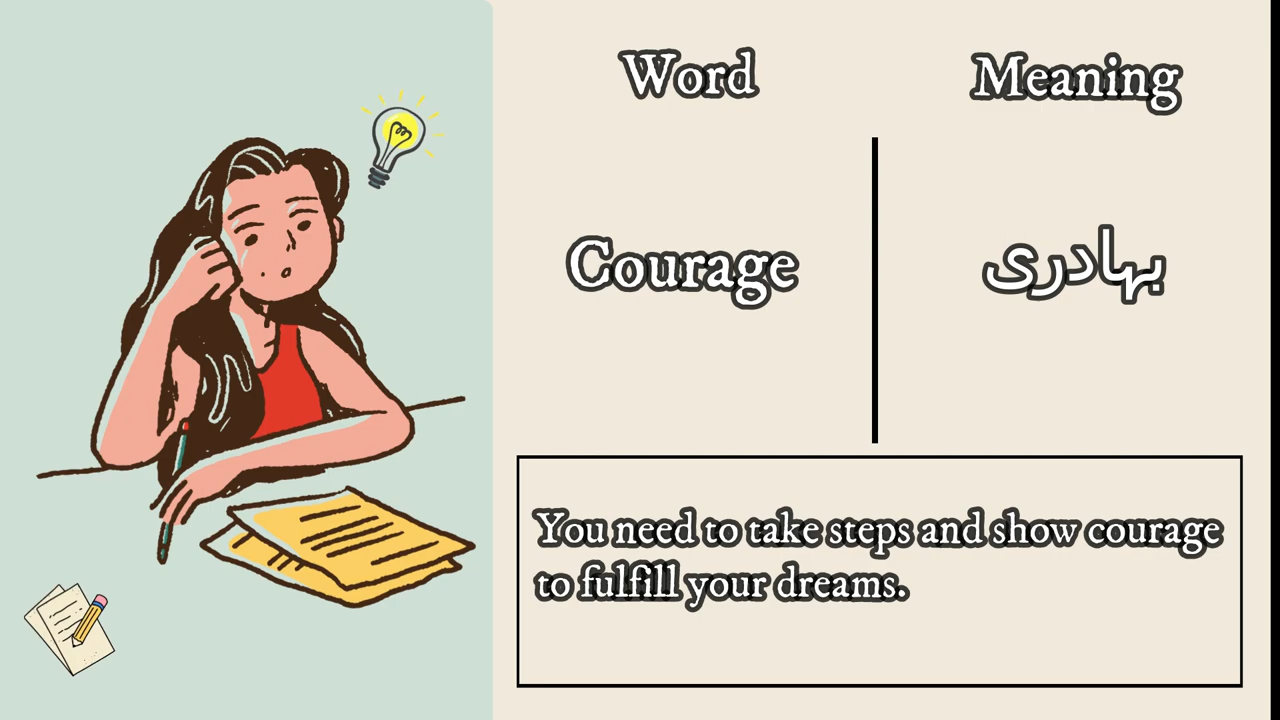 Word
Meaning
Courage
بہادری
You need to take steps and show courage
to fulfill your dreams.